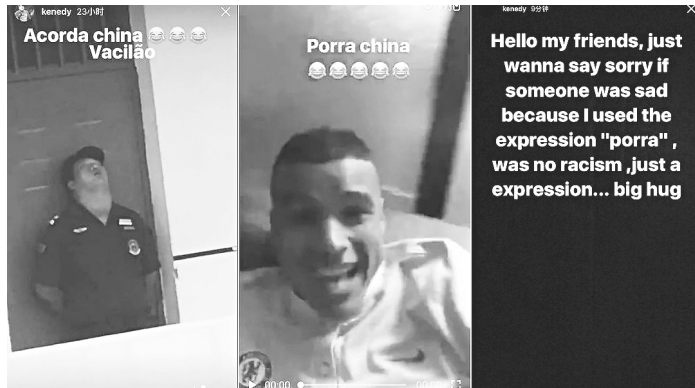 kenedy 23小时
Acorda china 😂 😂 😂
Vacilão
Porra china
😂😂😂😂😂
00:00
kenedy 9分钟
Hello my friends, just
wanna say sorry if
someone was sad
because I used the
expression "porra" ,
was no racism ,just a
expression... big hug